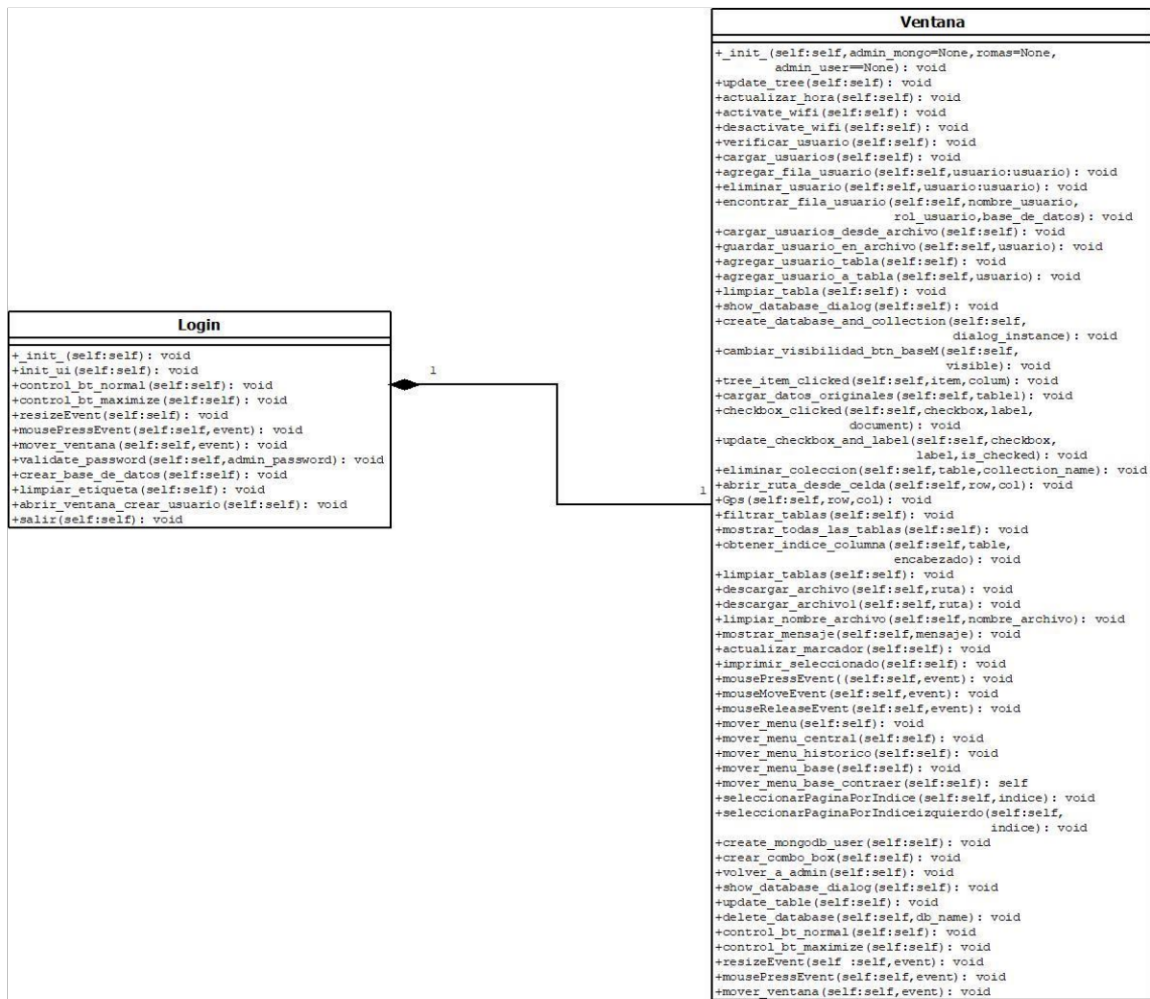 Ventana
+_init_(self:self,admin_mongo=None,romas=None,
admin_user==None): void
+update_tree(self:self): void
+actualizar_hora(self:self): void
+activate_wifi(self:self): void
+desactivate_wifi(self:self): void
+verificar_usuario(self:self): void
+cargar_usuarios(self:self): void
+agregar_fila_usuario(self:self,usuario:usuario): void
+eliminar_usuario(self:self,usuario:usuario): void
+encontrar_fila_usuario(self:self,nombre_usuario,
rol_usuario,base_de_datos): void
+cargar_usuarios_desde_archivo(self:self): void
+guardar_usuario_en_archivo(self:self,usuario): void
+agregar_usuario_tabla(self:self): void
+agregar_usuario_a_tabla(self:self,usuario): void
+limpiar_tabla(self:self): void
+show_database_dialog(self:self): void
+create_database_and_collection(self:self,
dialog_instance): void
+cambiar_visibilidad_btn_baseM(self:self,
visible): void
+tree_item_clicked(self:self,item,colum): void
+cargar_datos_originales(self:self,table1): void
+checkbox_clicked(self:self,checkbox,label,
document): void
+update_checkbox_and_label(self:self,checkbox,
label,is_checked): void
+eliminar_coleccion(self:self,table,collection_name): void
+abrir_ruta_desde_celda(self:self,row,col): void
+Gps(self:self,row,col): void
+filtrar_tablas(self:self): void
+mostrar_todas_las_tablas(self:self): void
+obtener_indice_columna(self:self,table,
encabezado): void
+limpiar_tablas(self:self): void
+descargar_archivo(self:self,ruta): void
+descargar_archivo1(self:self,ruta): void
+limpiar_nombre_archivo(self:self,nombre_archivo): void
+mostrar_mensaje(self:self,mensaje): void
+actualizar_marcador(self:self): void
+imprimir_seleccionado(self:self): void
+mousePressEvent((self:self,event): void
+mouseMoveEvent(self:self,event): void
+mouseReleaseEvent(self:self,event): void
+mover_menu(self:self): void
+mover_menu_central(self:self): void
+mover_menu_historico(self:self): void
+mover_menu_base(self:self): void
+mover_menu_base_contraer(self:self): self
+seleccionarPaginaPorIndice(self:self,indice): void
+seleccionarPaginaPorIndiceizquierdo(self:self,
indice): void
+create_mongodb_user(self:self): void
+crear_combo_box(self:self): void
+volver_a_admin(self:self): void
+show_database_dialog(self:self): void
+update_table(self:self): void
+delete_database(self:self,db_name): void
+control_bt_normal(self:self): void
+control_bt_maximize(self:self): void
+resizeEvent(self :self,event): void
+mousePressEvent(self:self,event): void
+mover_ventana(self:self,event): void
Login
+_init_(self:self): void
+init_ui(self:self): void
+control_bt_normal(self:self): void
+control_bt_maximize(self:self): void
+resizeEvent(self:self): void
+mousePressEvent(self:self,event): void
+mover_ventana(self:self,event): void
+validate_password(self:self,admin_password): void
+crear_base_de_datos(self:self): void
+limpiar_etiqueta(self:self): void
+abrir_ventana_crear_usuario(self:self): void
+salir(self:self): void
1
1